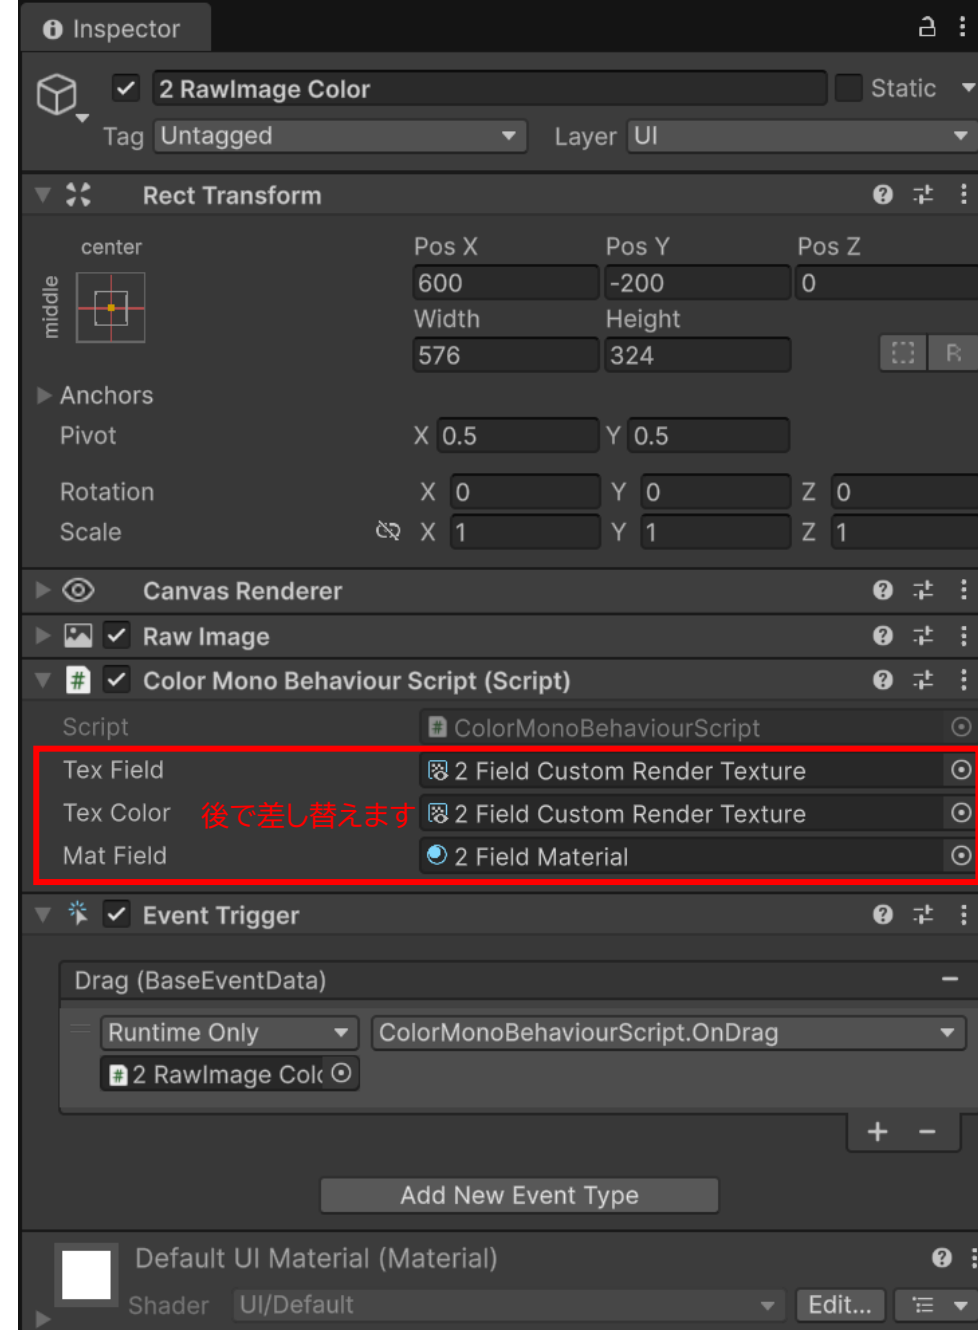 Inspector
2 RawImage Color
Static
Tag Untagged Layer UI
Rect Transform
center
middle
Pos X Pos Y Pos Z
600 -200 0
Width Height
576 324
R
Anchors
Pivot X 0.5 Y 0.5
Rotation X 0 Y 0 Z 0
Scale X 1 Y 1 Z 1
Canvas Renderer
Raw Image
# Color Mono Behaviour Script (Script)
Script # ColorMonoBehaviourScript
Tex Field 2 Field Custom Render Texture
Tex Color 後で差し替えます 2 Field Custom Render Texture
Mat Field 2 Field Material
Event Trigger
Drag (BaseEventData)
Runtime Only ColorMonoBehaviourScript.OnDrag
# 2 RawImage Colo
Add New Event Type
Default UI Material (Material)
Shader UI/Default Edit...